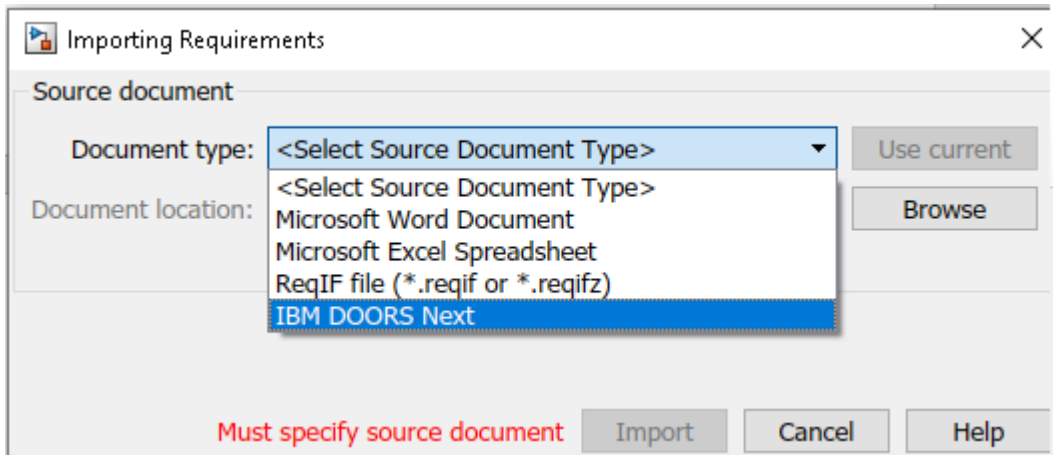 Importing Requirements
Source document
Document type: <Select Source Document Type> Use current
<Select Source Document Type>
Document location: Microsoft Word Document Browse
Microsoft Excel Spreadsheet
ReqIF file (*.reqif or *.reqifz)
IBM DOORS Next
Must specify source document Import Cancel Help